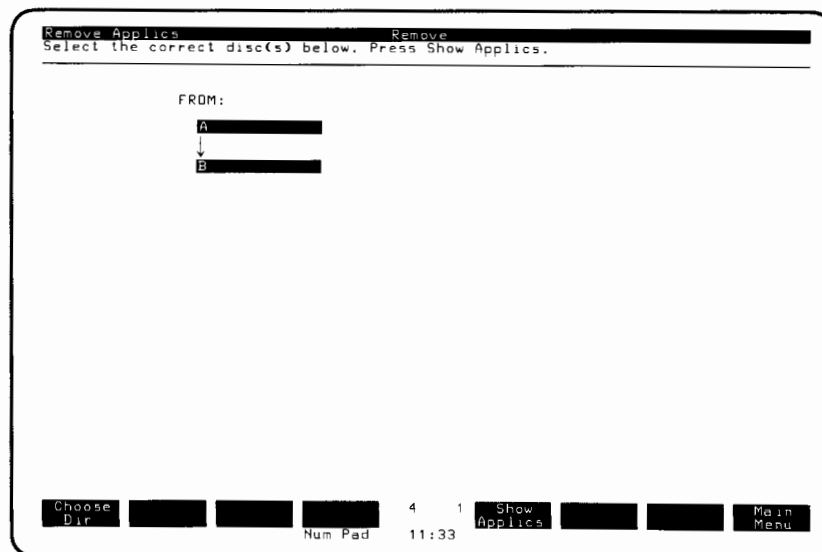 Remove Applics Remove
Select the correct disc(s) below. Press Show Applics.
FROM:
A
B
Choose Dir 4 1 Show Applics Main Menu
Num Pad 11:33